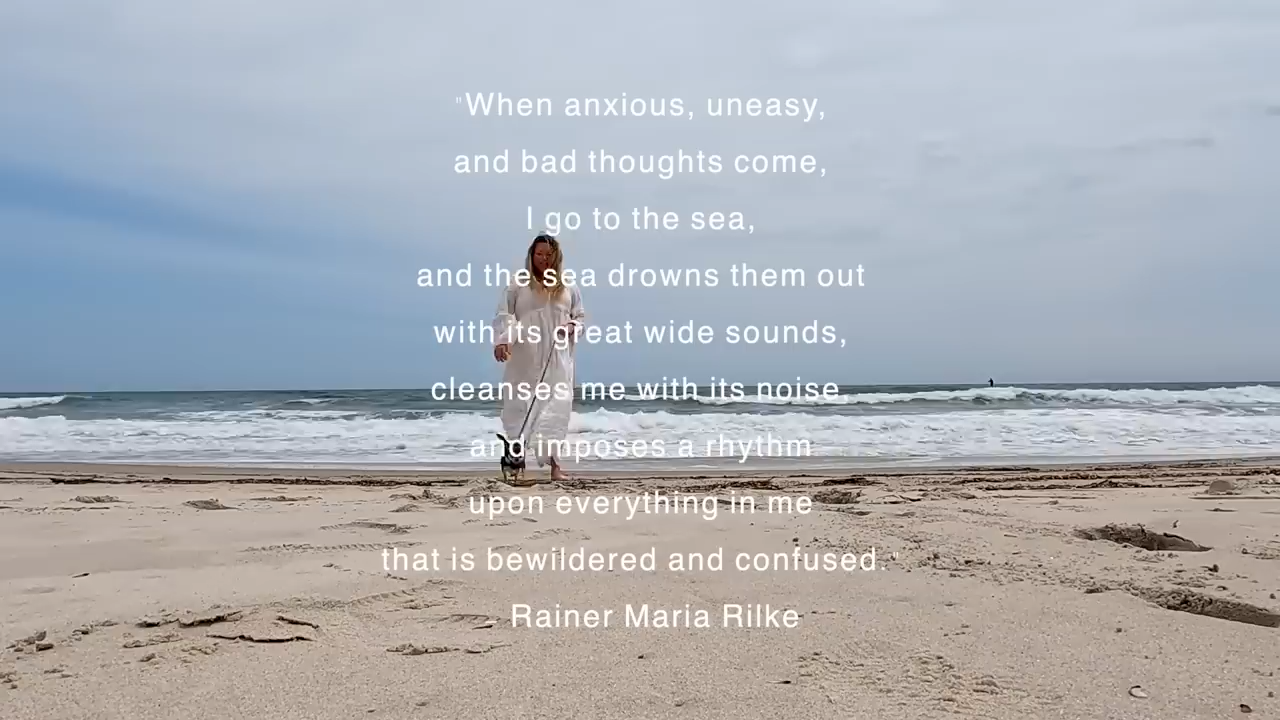 "When anxious, uneasy,
and bad thoughts come,
I go to the sea,
and the sea drowns them out
with its great wide sounds,
cleanses me with its noise,
and imposes a rhythm
upon everything in me
that is bewildered and confused."
- Rainer Maria Rilke